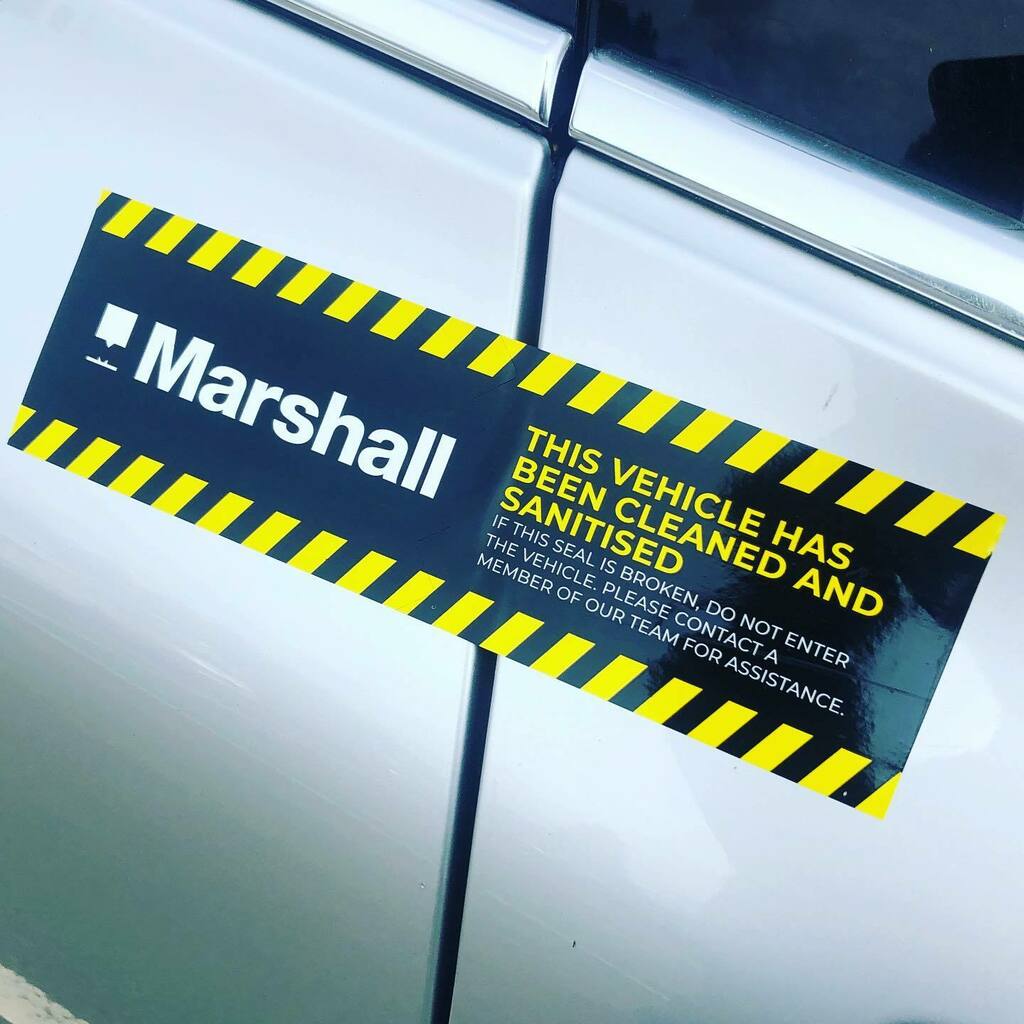 Marshall
THIS VEHICLE HAS
BEEN CLEANED AND
SANITISED
IF THIS SEAL IS BROKEN, DO NOT ENTER
THE VEHICLE. PLEASE CONTACT A
MEMBER OF OUR TEAM FOR ASSISTANCE.